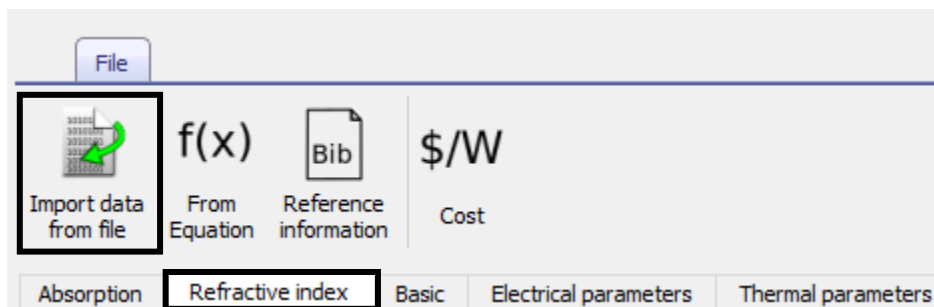 File
f(x)
Bib
$/W
Import data
from file
From
Equation
Reference
information
Cost
Absorption
Refractive index
Basic
Electrical parameters
Thermal parameters